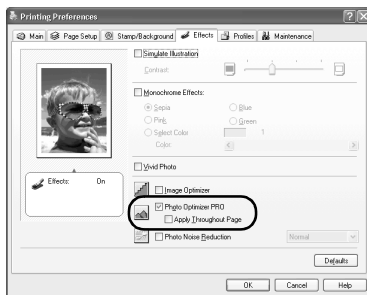 Printing Preferences
Main
Page Setup
Stamp/Background
Effects
Profiles
Maintenance
Simulate Illustration
Contrast:
Monochrome Effects:
Sepia
Blue
Pink
Green
Select Color
1
Color:
Vivid Photo
Effects: On
Image Optimizer
Photo Optimizer PRO
Apply Throughout Page
Photo Noise Reduction
Normal
Defaults
OK
Cancel
Help